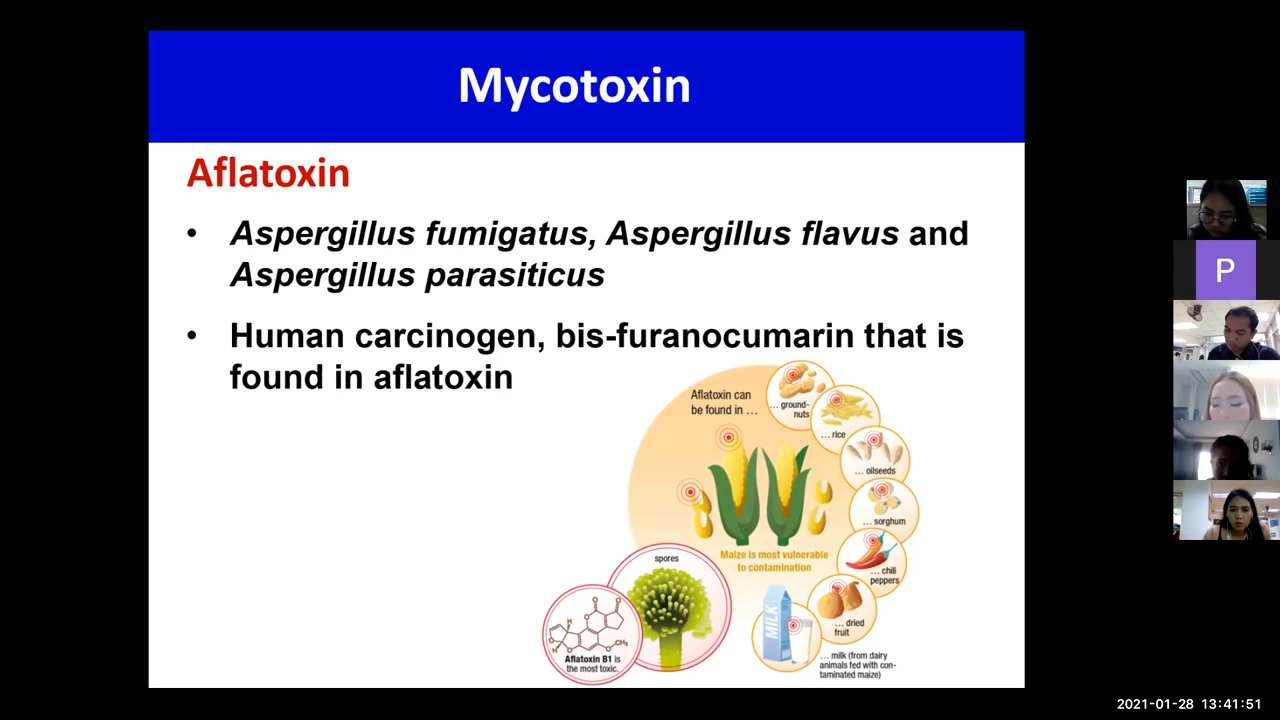 Mycotoxin
Aflatoxin
• Aspergillus fumigatus, Aspergillus flavus and
Aspergillus parasiticus
• Human carcinogen, bis-furanocumarin that is
found in aflatoxin
Aflatoxin can
be found in ...
... ground-
nuts
... rice
... oilseeds
... sorghum
... chili
peppers
... dried
fruit
... milk (from dairy
animals fed with con-
taminated maize)
Maize is most vulnerable
to contamination
MILK
spores
O
O
H
O
H
O
O
CH₃
Aflatoxin B1 is
the most toxic.
P
2021-01-28 13:41:51